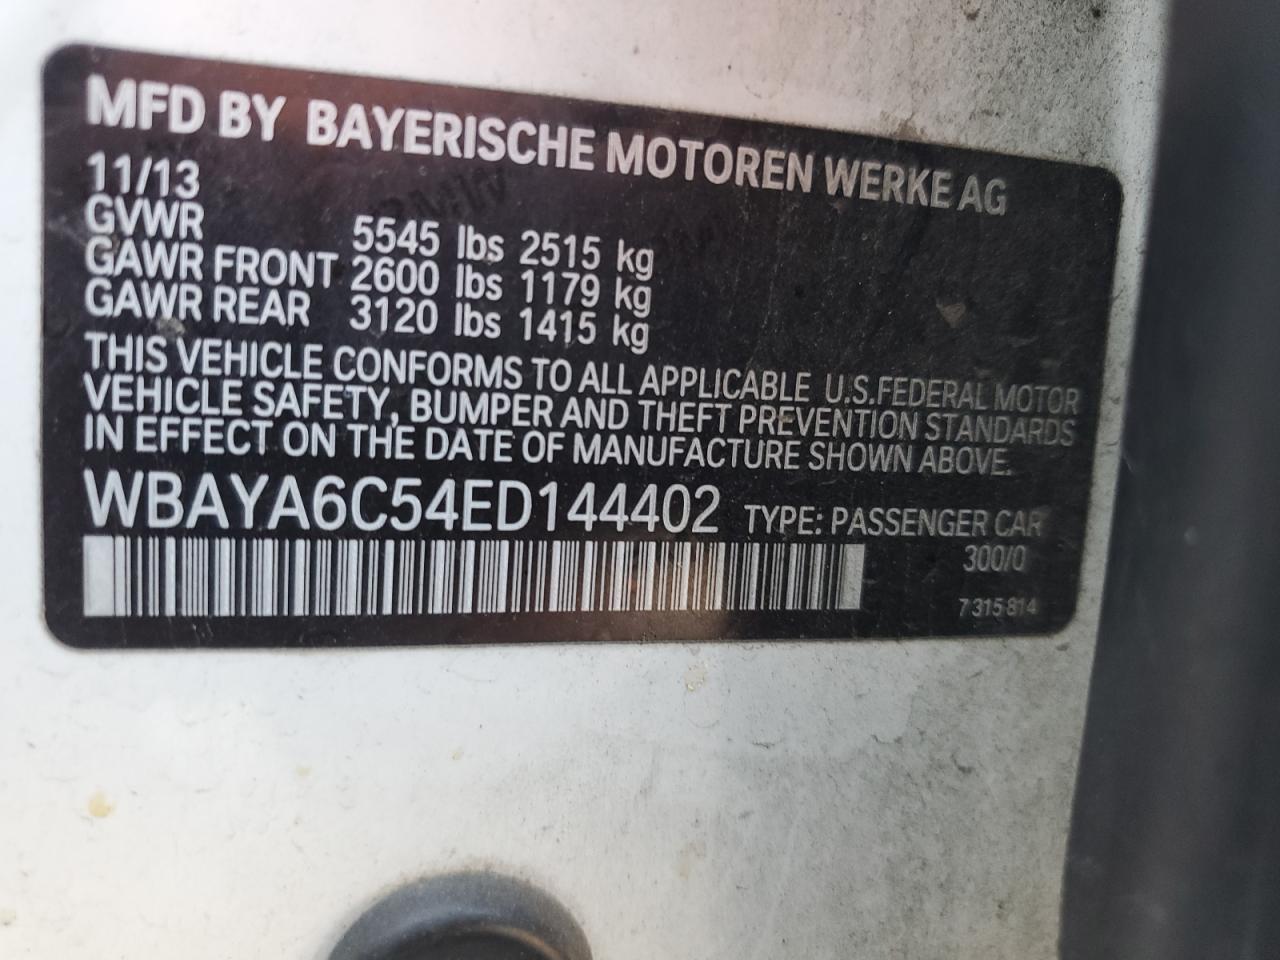 MFD BY BAYERISCHE MOTOREN WERKE AG
11/13
GVWR 5545 lbs 2515 kg
GAWR FRONT 2600 lbs 1179 kg
GAWR REAR 3120 lbs 1415 kg
THIS VEHICLE CONFORMS TO ALL APPLICABLE U.S.FEDERAL MOTOR
VEHICLE SAFETY, BUMPER AND THEFT PREVENTION STANDARDS
IN EFFECT ON THE DATE OF MANUFACTURE SHOWN ABOVE.
WBAYA6C54ED144402 TYPE: PASSENGER CAR
300/0
7 315 814